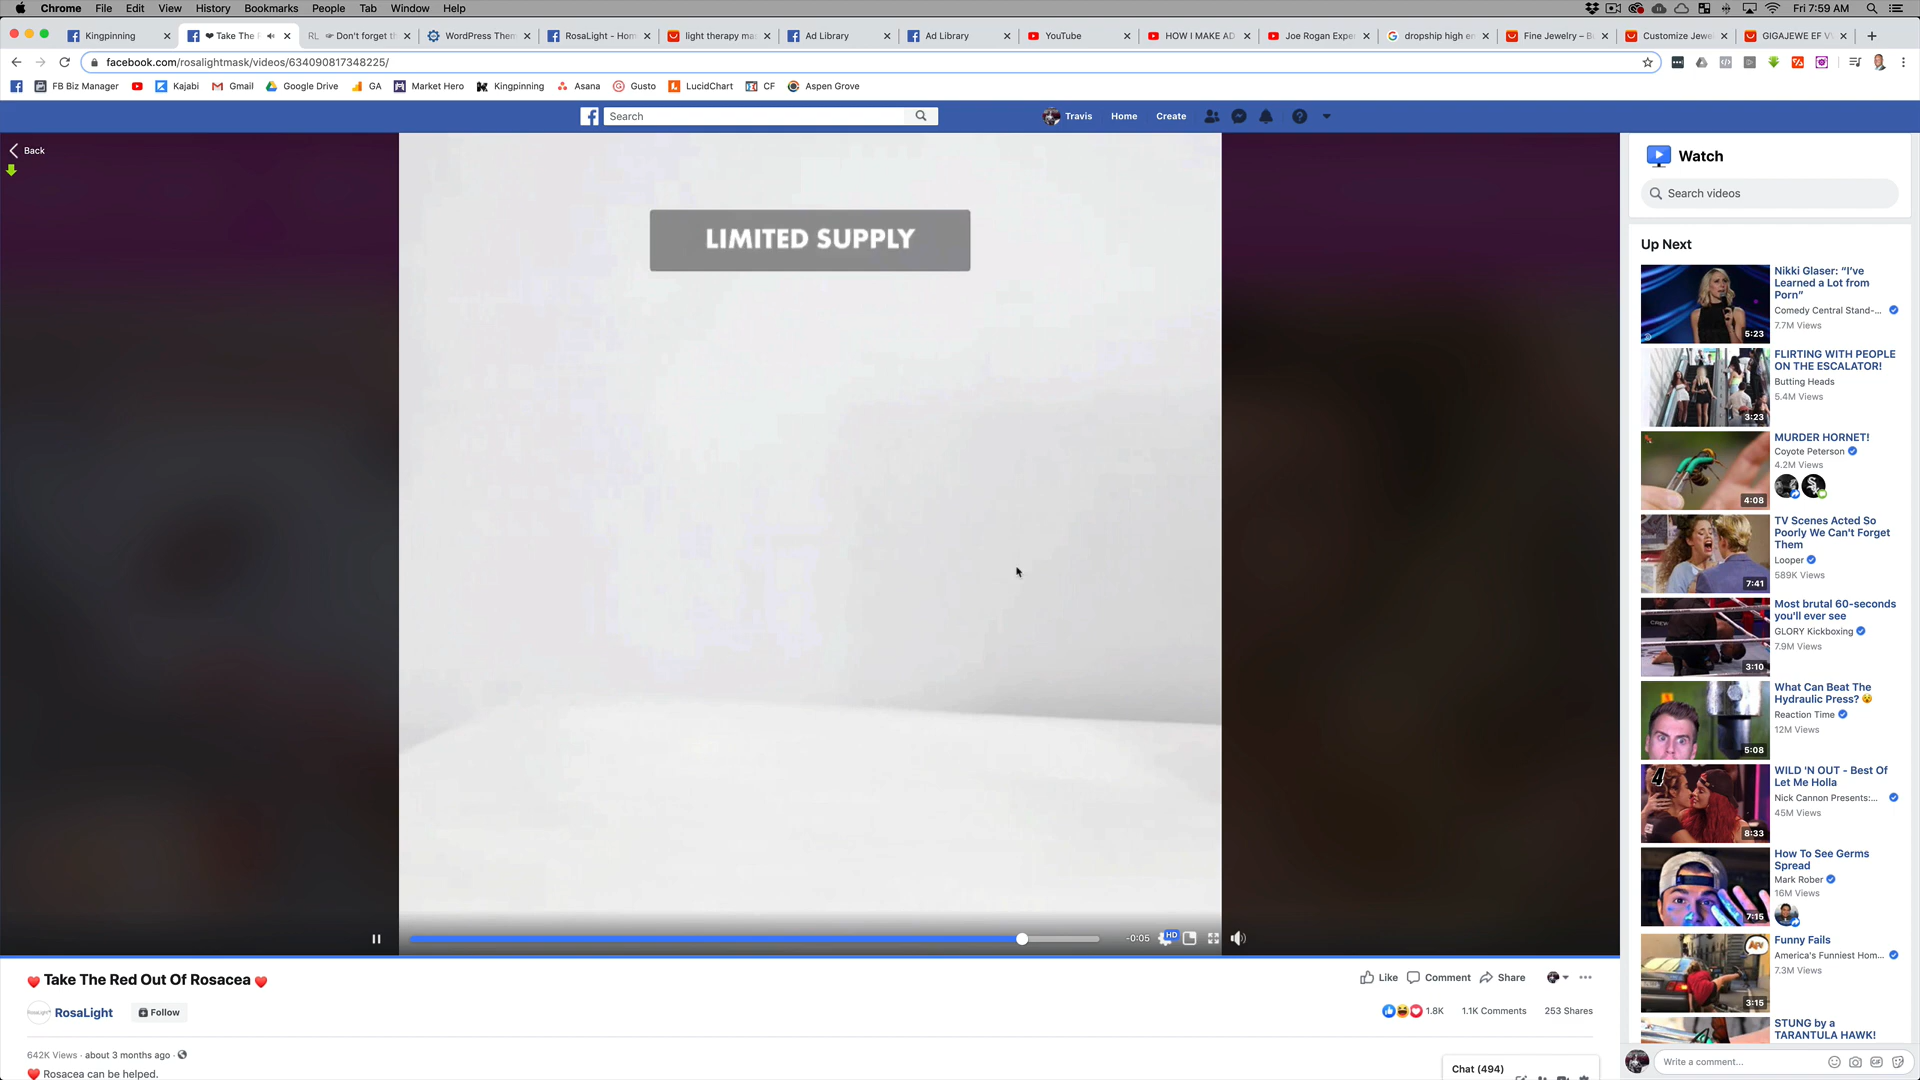 Chrome File Edit View History Bookmarks People Tab Window Help
Fri 7:59 AM
Kingpinning
Take The
RL
Don't forget th
WordPress Them
RosaLight - Hom
light therapy ma
Ad Library
Ad Library
YouTube
HOW I MAKE AD
Joe Rogan Expe
dropship high en
Fine Jewelry – B
Customize Jewe
GIGAJEWE EF V
facebook.com/rosalightmask/videos/634090817348225/
FB Biz Manager Kajabi Gmail Google Drive GA Market Hero Kingpinning Asana Gusto LucidChart CF Aspen Grove
Search
Travis Home Create
Back
LIMITED SUPPLY
-0:05 HD
Take The Red Out Of Rosacea
RosaLight
Follow
Like Comment Share
1.8K 1.1K Comments 253 Shares
642K Views · about 3 months ago ·
Rosacea can be helped.
Chat (494)
Watch
Search videos
Up Next
Nikki Glaser: “I’ve
Learned a Lot from
Porn”
Comedy Central Stand-...
7.7M Views
5:23
FLIRTING WITH PEOPLE
ON THE ESCALATOR!
Butting Heads
5.4M Views
3:23
MURDER HORNET!
Coyote Peterson
4.2M Views
4:08
TV Scenes Acted So
Poorly We Can't Forget
Them
Looper
589K Views
7:41
Most brutal 60-seconds
you'll ever see
GLORY Kickboxing
7.9M Views
3:10
What Can Beat The
Hydraulic Press?
Reaction Time
12M Views
5:08
WILD 'N OUT - Best Of
Let Me Holla
Nick Cannon Presents:...
45M Views
8:33
How To See Germs
Spread
Mark Rober
16M Views
7:15
Funny Fails
America's Funniest Hom...
7.3M Views
3:15
STUNG by a
TARANTULA HAWK!
Write a comment...